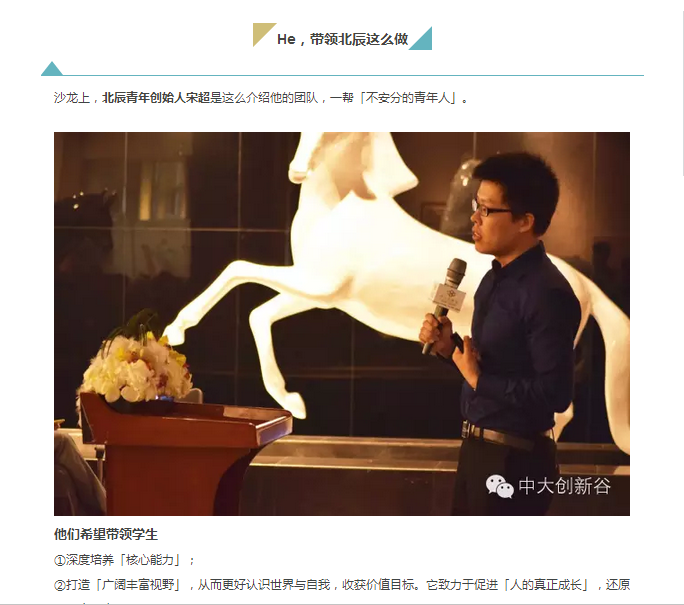 He，带领北辰这么做
沙龙上，北辰青年创始人宋超是这么介绍他的团队，一帮「不安分的青年人」。
中大创新谷
他们希望带领学生
①深度培养「核心能力」；
②打造「广阔丰富视野」，从而更好认识世界与自我，收获价值目标。它致力于促进「人的真正成长」，还原